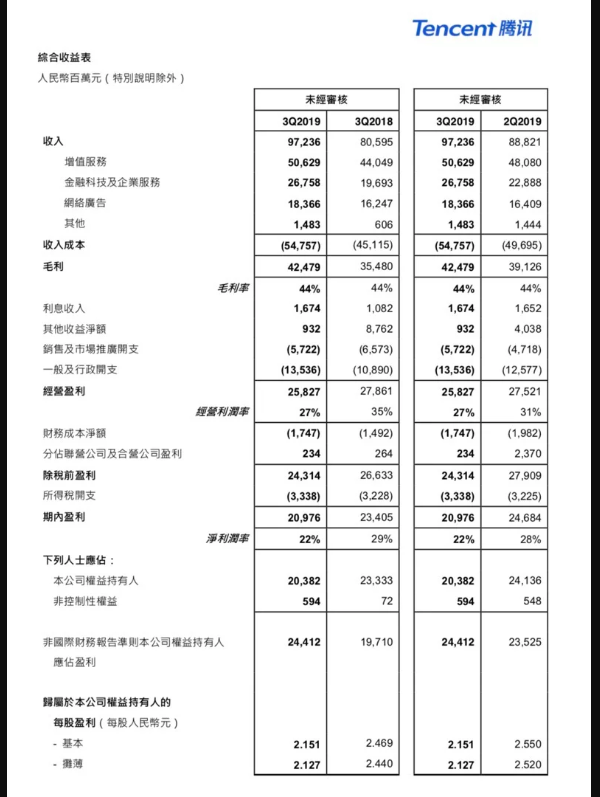 Tencent 腾讯
綜合收益表
人民幣百萬元（特別說明除外）
未經審核 未經審核
3Q2019 3Q2018 3Q2019 2Q2019
收入 97,236 80,595 97,236 88,821
增值服務 50,629 44,049 50,629 48,080
金融科技及企業服務 26,758 19,693 26,758 22,888
網絡廣告 18,366 16,247 18,366 16,409
其他 1,483 606 1,483 1,444
收入成本 (54,757) (45,115) (54,757) (49,695)
毛利 42,479 35,480 42,479 39,126
毛利率 44% 44% 44% 44%
利息收入 1,674 1,082 1,674 1,652
其他收益淨額 932 8,762 932 4,038
銷售及市場推廣開支 (5,722) (6,573) (5,722) (4,718)
一般及行政開支 (13,536) (10,890) (13,536) (12,577)
經營盈利 25,827 27,861 25,827 27,521
經營利潤率 27% 35% 27% 31%
財務成本淨額 (1,747) (1,492) (1,747) (1,982)
分佔聯營公司及合營公司盈利 234 264 234 2,370
除稅前盈利 24,314 26,633 24,314 27,909
所得稅開支 (3,338) (3,228) (3,338) (3,225)
期內盈利 20,976 23,405 20,976 24,684
淨利潤率 22% 29% 22% 28%
下列人士應佔：
本公司權益持有人 20,382 23,333 20,382 24,136
非控制性權益 594 72 594 548
非國際財務報告準則本公司權益持有人 24,412 19,710 24,412 23,525
應佔盈利
歸屬於本公司權益持有人的
每股盈利（每股人民幣元）
- 基本 2.151 2.469 2.151 2.550
- 攤薄 2.127 2.440 2.127 2.520